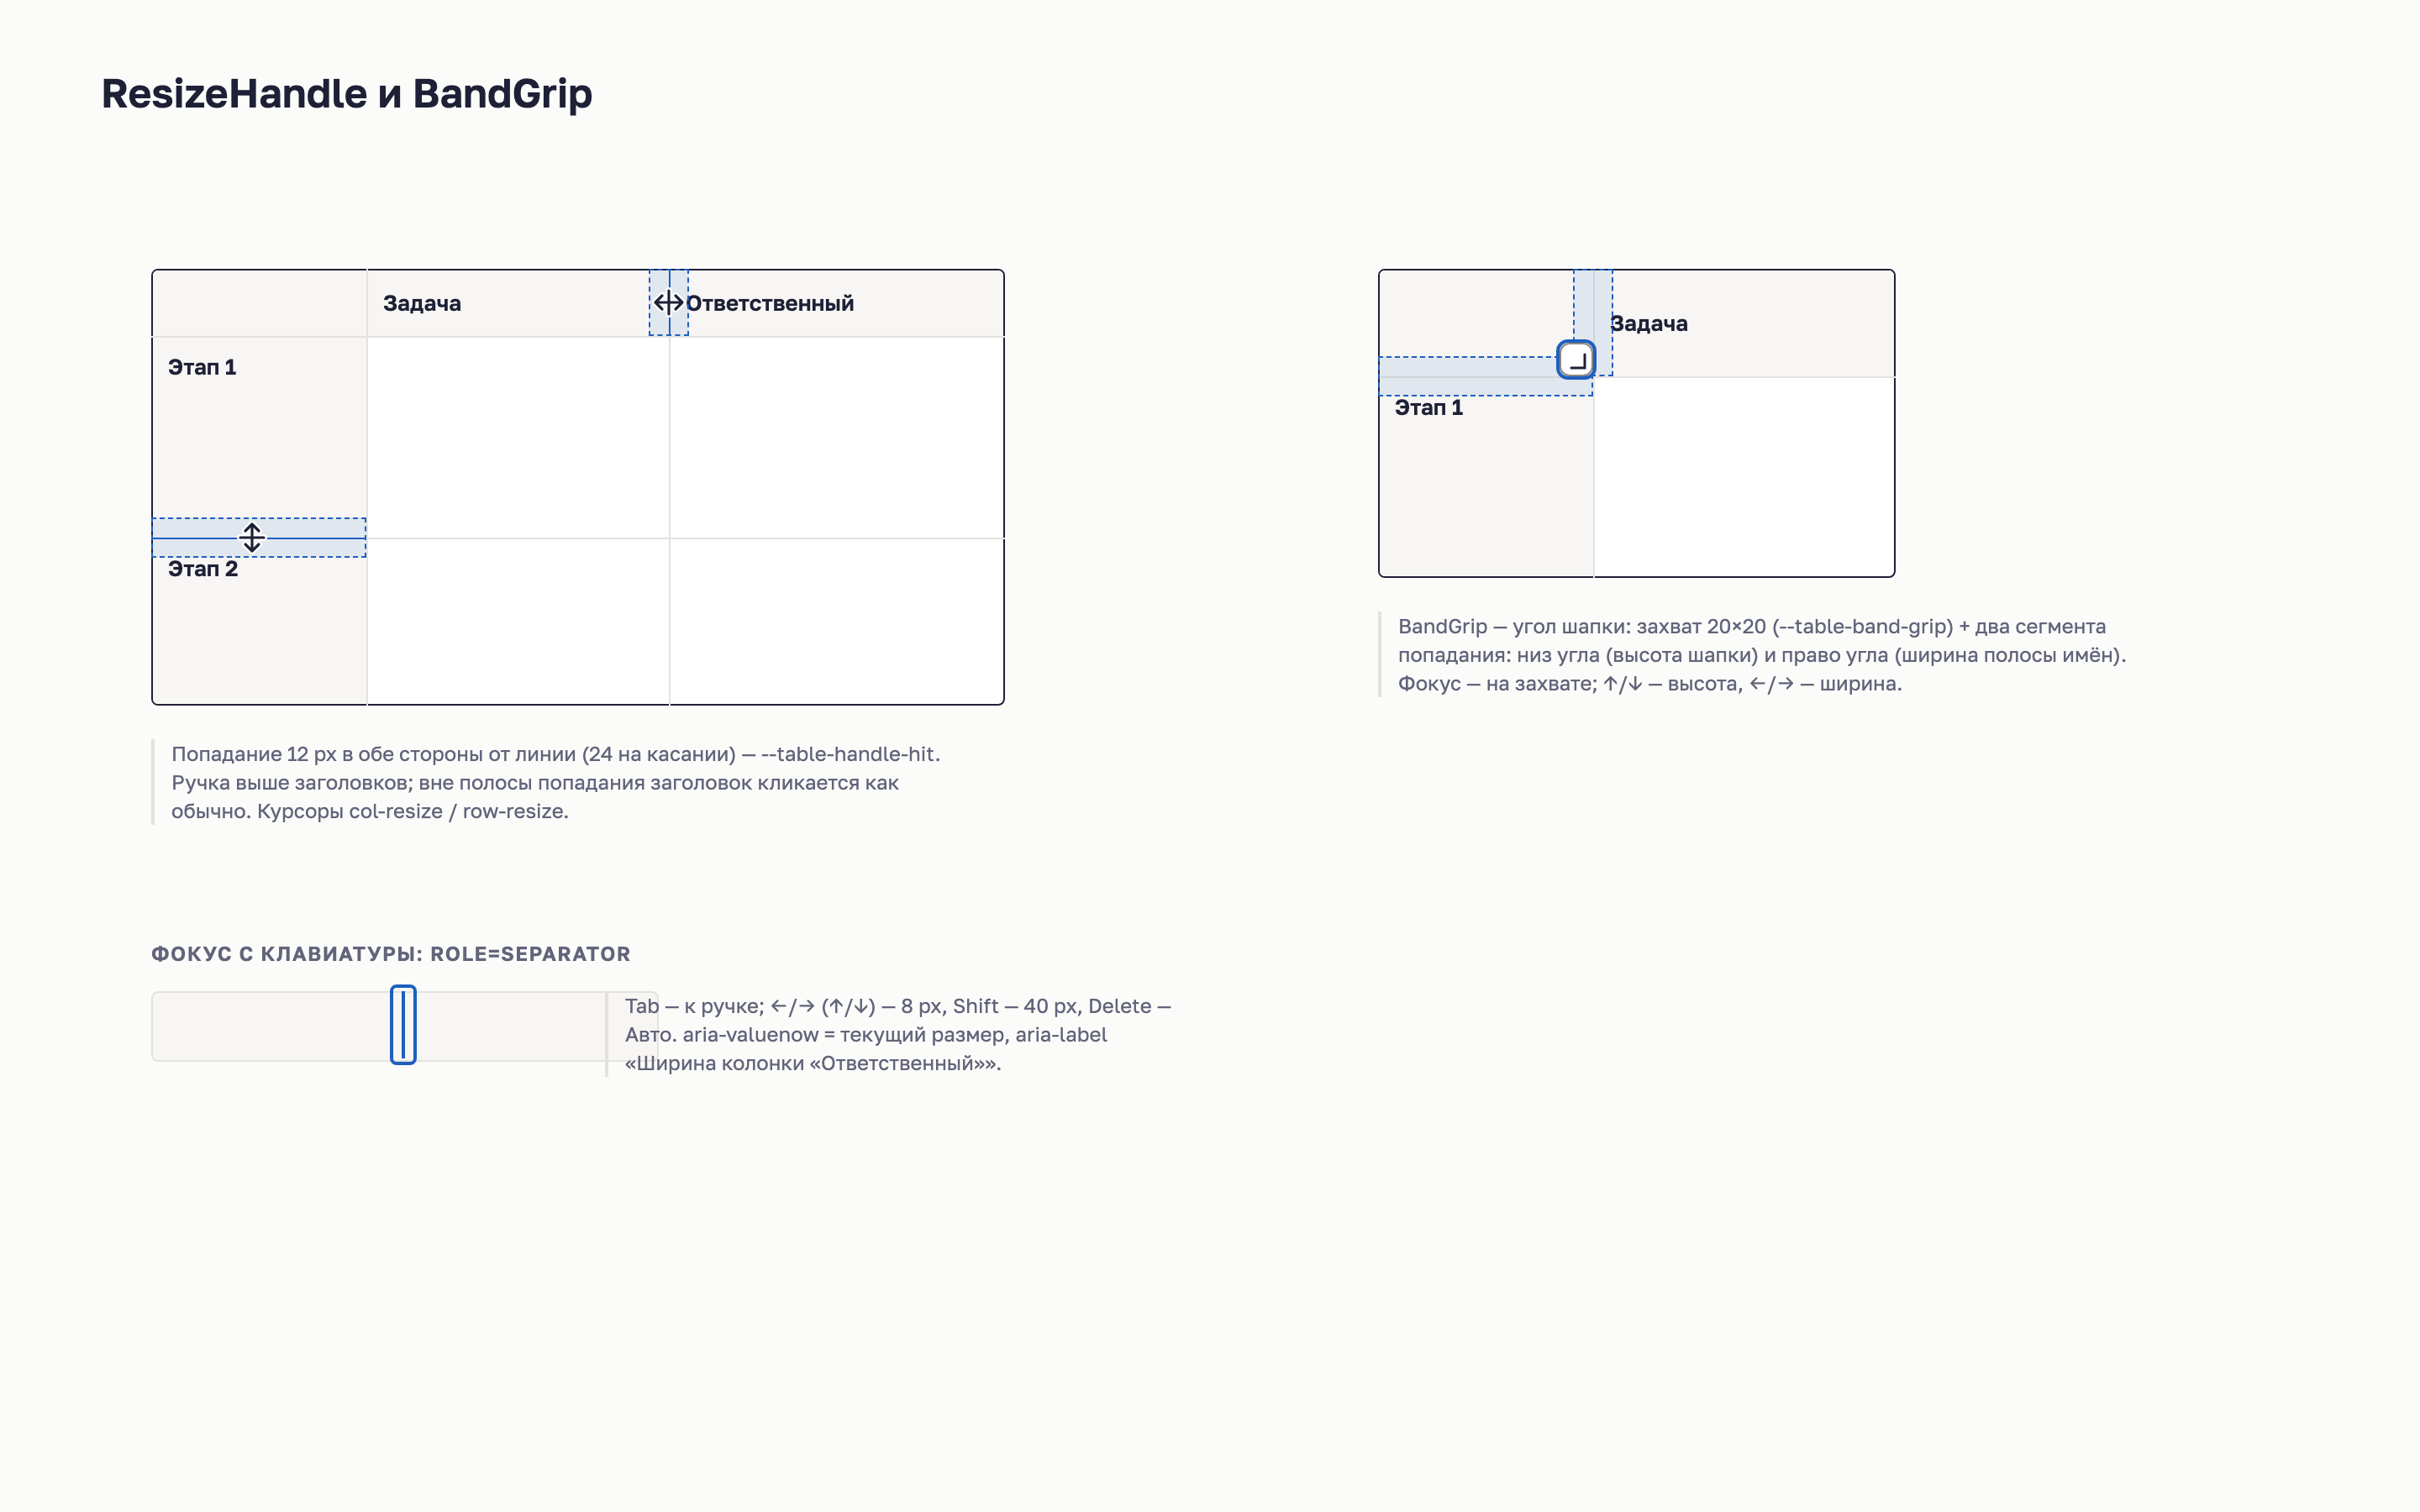 ResizeHandle и BandGrip
Задача
Ответственный
Этап 1
Этап 2
Попадание 12 px в обе стороны от линии (24 на касании) — --table-handle-hit.
Ручка выше заголовков; вне полосы попадания заголовок кликается как
обычно. Курсоры col-resize / row-resize.
Задача
Этап 1
BandGrip — угол шапки: захват 20×20 (--table-band-grip) + два сегмента
попадания: низ угла (высота шапки) и право угла (ширина полосы имён).
Фокус — на захвате; ↑/↓ — высота, ←/→ — ширина.
ФОКУС С КЛАВИАТУРЫ: ROLE=SEPARATOR
Tab — к ручке; ←/→ (↑/↓) — 8 px, Shift — 40 px, Delete —
Авто. aria-valuenow = текущий размер, aria-label
«Ширина колонки «Ответственный»».